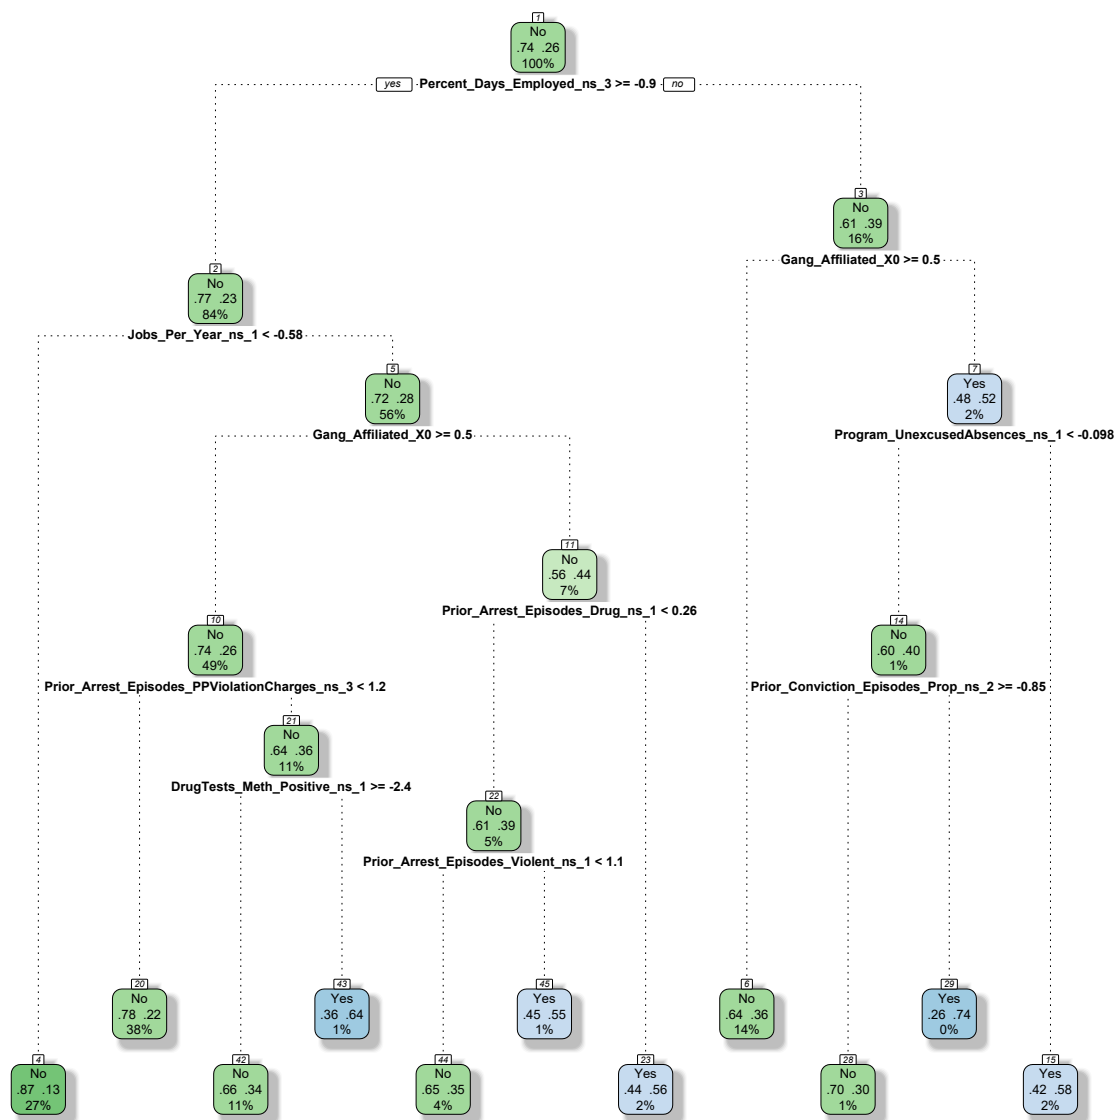 1
No
.74 .26
100%
yes Percent_Days_Employed_ns_3 >= -0.9 no
3
No
.61 .39
16%
Gang_Affiliated_X0 >= 0.5
2
No
.77 .23
84%
Jobs_Per_Year_ns_1 < -0.58
5
No
.72 .28
56%
Gang_Affiliated_X0 >= 0.5
7
Yes
.48 .52
2%
Program_UnexcusedAbsences_ns_1 < -0.098
11
No
.56 .44
7%
Prior_Arrest_Episodes_Drug_ns_1 < 0.26
10
No
.74 .26
49%
Prior_Arrest_Episodes_PPViolationCharges_ns_3 < 1.2
14
No
.60 .40
1%
Prior_Conviction_Episodes_Prop_ns_2 >= -0.85
21
No
.64 .36
11%
DrugTests_Meth_Positive_ns_1 >= -2.4
22
No
.61 .39
5%
Prior_Arrest_Episodes_Violent_ns_1 < 1.1
20
No
.78 .22
38%
43
Yes
.36 .64
1%
45
Yes
.45 .55
1%
6
No
.64 .36
14%
29
Yes
.26 .74
0%
4
No
.87 .13
27%
42
No
.66 .34
11%
44
No
.65 .35
4%
23
Yes
.44 .56
2%
28
No
.70 .30
1%
15
Yes
.42 .58
2%